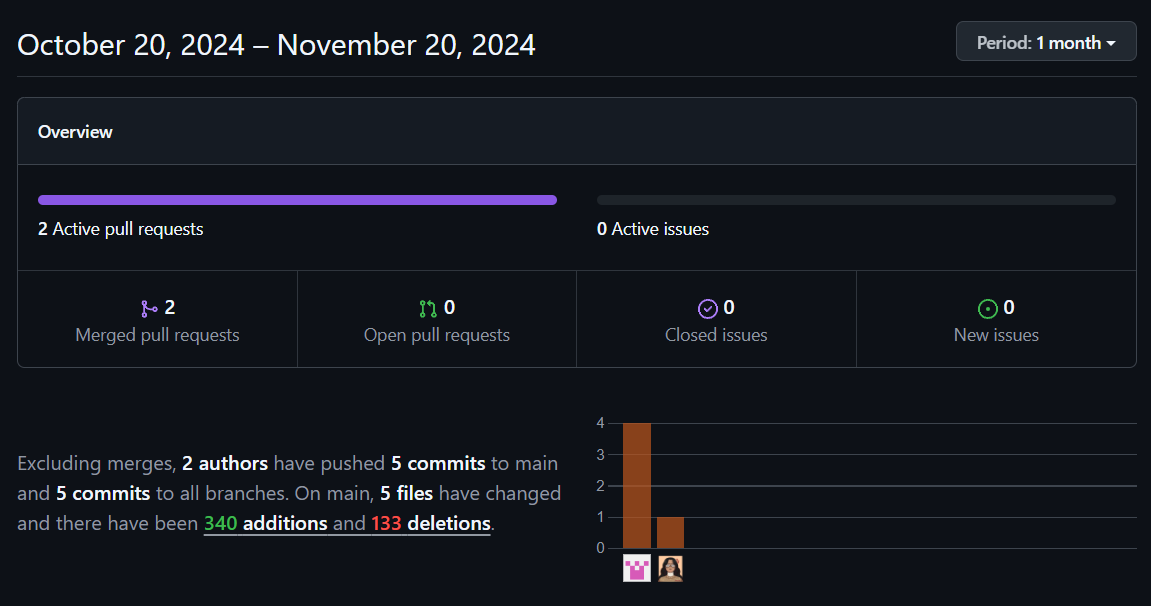 October 20, 2024 – November 20, 2024
Period: 1 month
Overview
2 Active pull requests
0 Active issues
2
Merged pull requests
0
Open pull requests
0
Closed issues
0
New issues
Excluding merges, 2 authors have pushed 5 commits to main
and 5 commits to all branches. On main, 5 files have changed
and there have been 340 additions and 133 deletions.
4
3
2
1
0